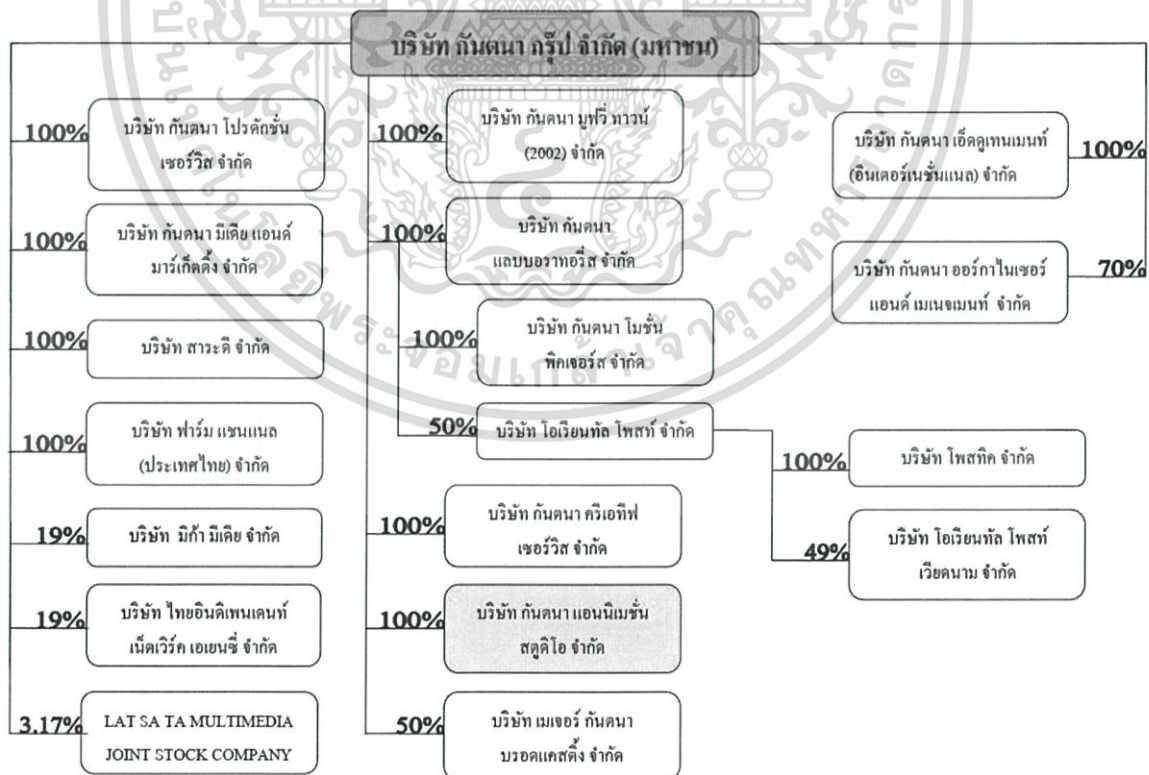 บริษัท กันตนา กรุ๊ป จำกัด (มหาชน)
100%
บริษัท กันตนา โปรดักชั่น
เซอร์วิส จำกัด
100%
บริษัท กันตนา มีเดีย แอนด์
มาร์เก็ตติ้ง จำกัด
100%
บริษัท สาระดี จำกัด
100%
บริษัท ฟาร์ม แชนแนล
(ประเทศไทย) จำกัด
19%
บริษัท มิก้า มีเดีย จำกัด
19%
บริษัท ไทยอินดิเพนเดนท์
เน็ตเวิร์ค เอเยนซี่ จำกัด
3.17%
LAT SA TA MULTIMEDIA
JOINT STOCK COMPANY
100%
บริษัท กันตนา มูฟวี่ ทาวน์
(2002) จำกัด
100%
บริษัท กันตนา
แลบบอราทอรี่ส จำกัด
100%
บริษัท กันตนา โมชั่น
พิคเจอร์ส จำกัด
50%
บริษัท โอเรียนทัล โพสท์ จำกัด
100%
บริษัท กันตนา ครีเอทีฟ
เซอร์วิส จำกัด
100%
บริษัท กันตนา แอนนิเมชั่น
สตูดิโอ จำกัด
50%
บริษัท เมเจอร์ กันตนา
บรอดแคสติ้ง จำกัด
บริษัท กันตนา เอ็ดดูเทนเมนท์
(อินเตอร์เนชั่นแนล) จำกัด
100%
บริษัท กันตนา ออร์กาไนเซอร์
แอนด์ เมเนจเมนท์ จำกัด
70%
100%
บริษัท โพสทิค จำกัด
49%
บริษัท โอเรียนทัล โพสท์
เวียดนาม จำกัด